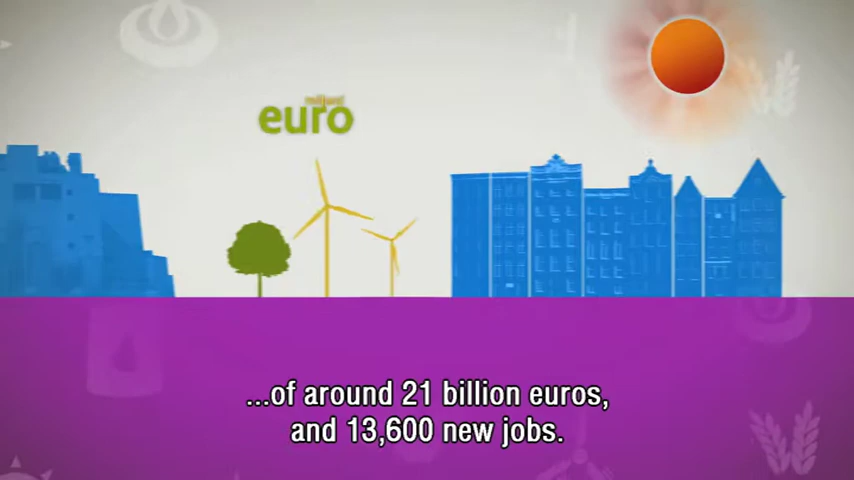 euro
...of around 21 billion euros,
and 13,600 new jobs.